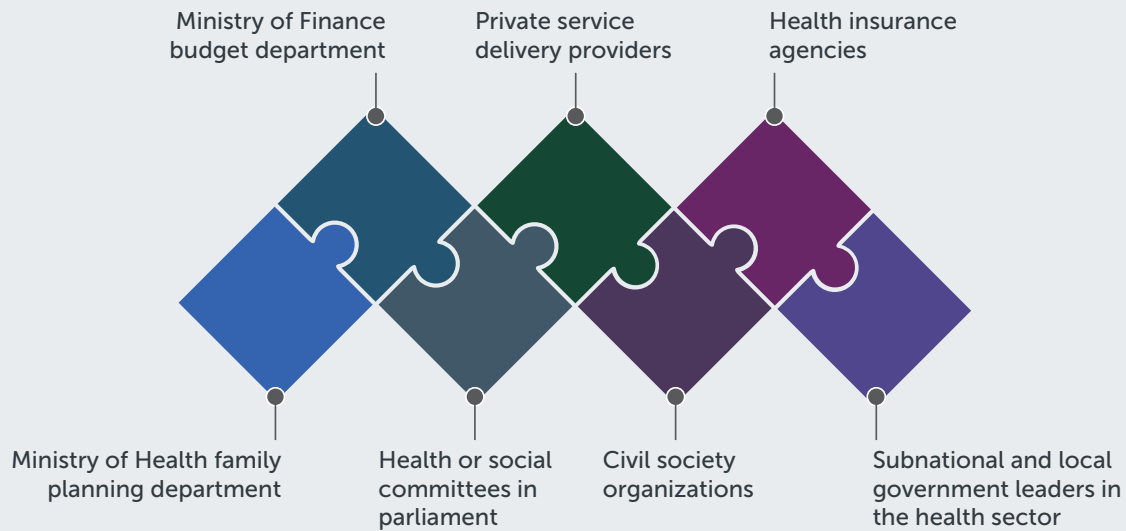 Ministry of Finance
budget department
Private service
delivery providers
Health insurance
agencies
Ministry of Health family
planning department
Health or social
committees in
parliament
Civil society
organizations
Subnational and local
government leaders in
the health sector